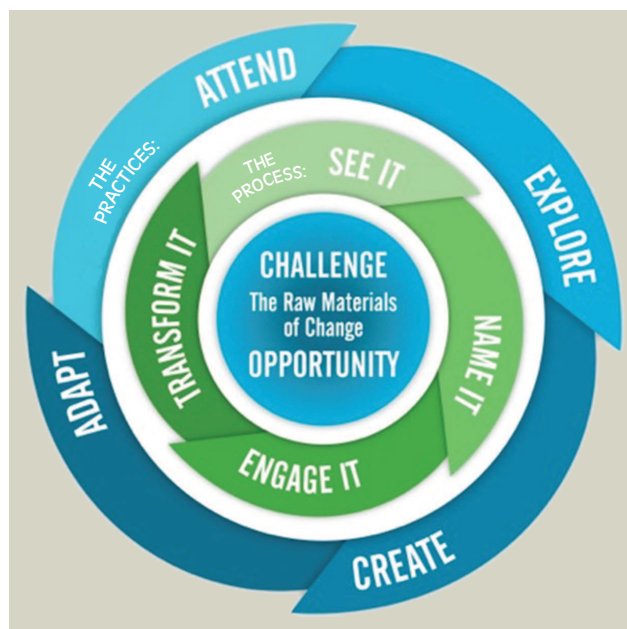 THE
PRACTICES:
ATTEND
EXPLORE
CREATE
ADAPT
THE
PROCESS:
SEE IT
NAME IT
ENGAGE IT
TRANSFORM IT
CHALLENGE
The Raw Materials
of Change
OPPORTUNITY